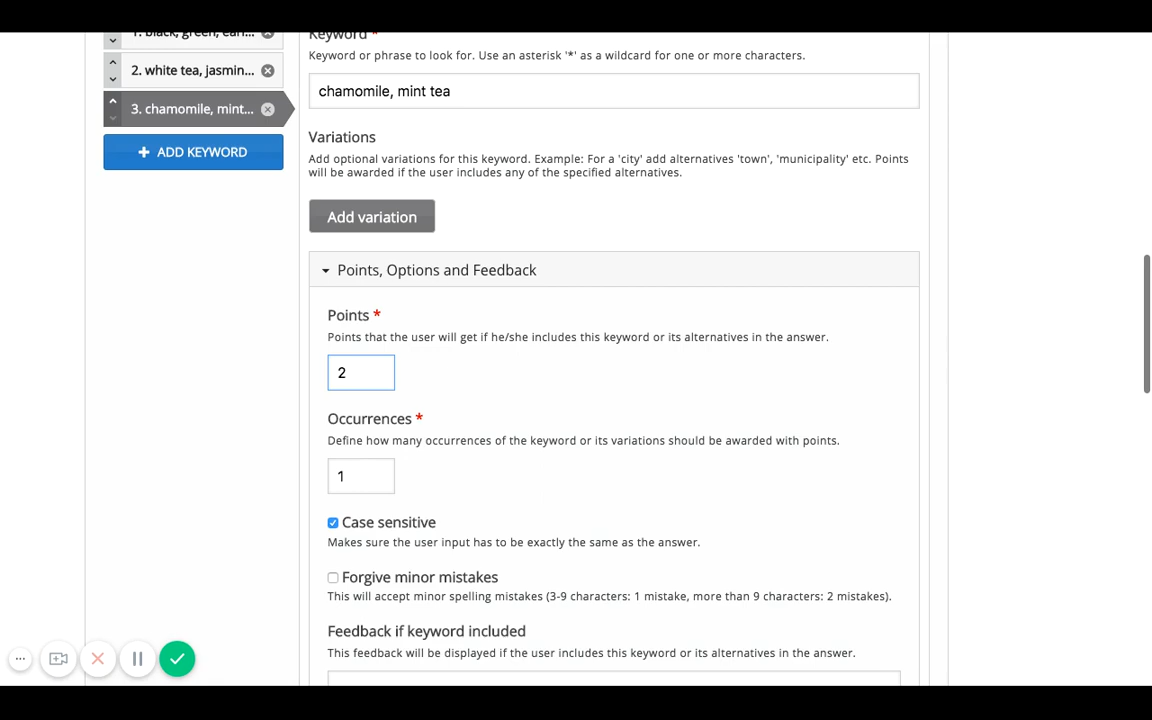 1. black, green, earl...
2. white tea, jasmin...
3. chamomile, mint...
+ ADD KEYWORD
Keyword *
Keyword or phrase to look for. Use an asterisk '*' as a wildcard for one or more characters.
chamomile, mint tea
Variations
Add optional variations for this keyword. Example: For a 'city' add alternatives 'town', 'municipality' etc. Points
will be awarded if the user includes any of the specified alternatives.
Add variation
Points, Options and Feedback
Points *
Points that the user will get if he/she includes this keyword or its alternatives in the answer.
2
Occurrences *
Define how many occurrences of the keyword or its variations should be awarded with points.
1
Case sensitive
Makes sure the user input has to be exactly the same as the answer.
Forgive minor mistakes
This will accept minor spelling mistakes (3-9 characters: 1 mistake, more than 9 characters: 2 mistakes).
Feedback if keyword included
This feedback will be displayed if the user includes this keyword or its alternatives in the answer.